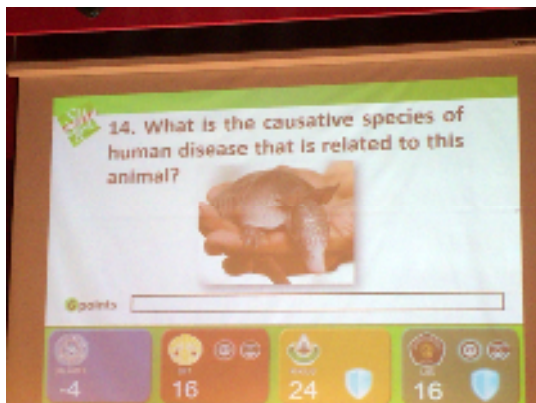 14. What is the causative species of
human disease that is related to this
animal?
6 points
-4
16
24
16